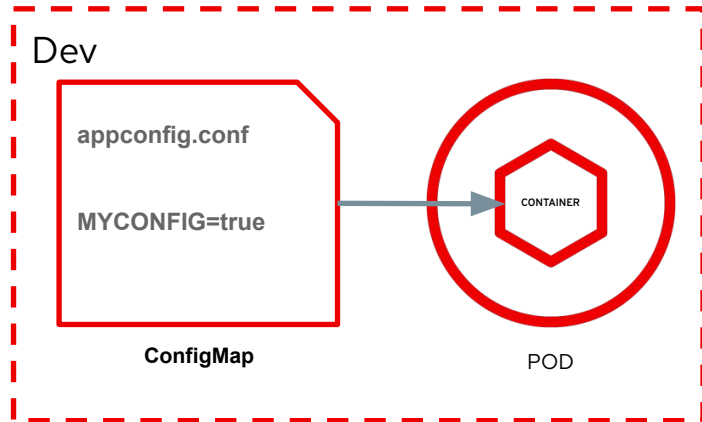 Dev
appconfig.conf
MYCONFIG=true
CONTAINER
ConfigMap
POD